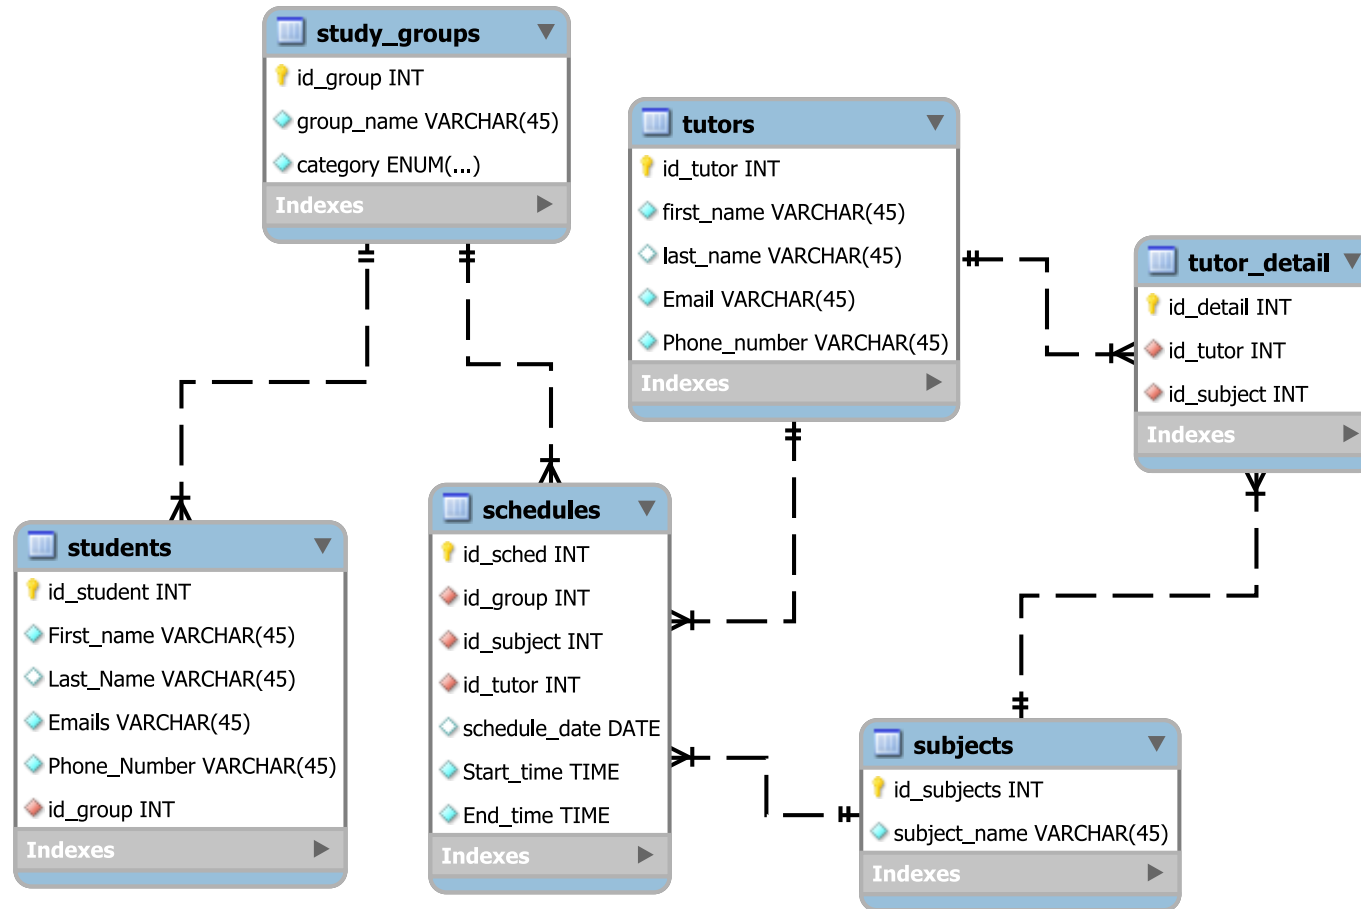 study_groups
id_group INT
group_name VARCHAR(45)
category ENUM(...)
Indexes
tutors
id_tutor INT
first_name VARCHAR(45)
last_name VARCHAR(45)
Email VARCHAR(45)
Phone_number VARCHAR(45)
Indexes
tutor_detail
id_detail INT
id_tutor INT
id_subject INT
Indexes
students
id_student INT
First_name VARCHAR(45)
Last_Name VARCHAR(45)
Emails VARCHAR(45)
Phone_Number VARCHAR(45)
id_group INT
Indexes
schedules
id_sched INT
id_group INT
id_subject INT
id_tutor INT
schedule_date DATE
Start_time TIME
End_time TIME
Indexes
subjects
id_subjects INT
subject_name VARCHAR(45)
Indexes